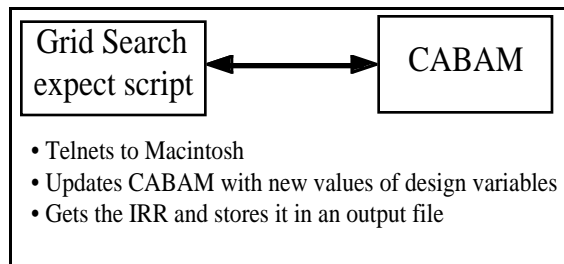 Grid Search
expect script
CABAM
• Telnets to Macintosh
• Updates CABAM with new values of design variables
• Gets the IRR and stores it in an output file